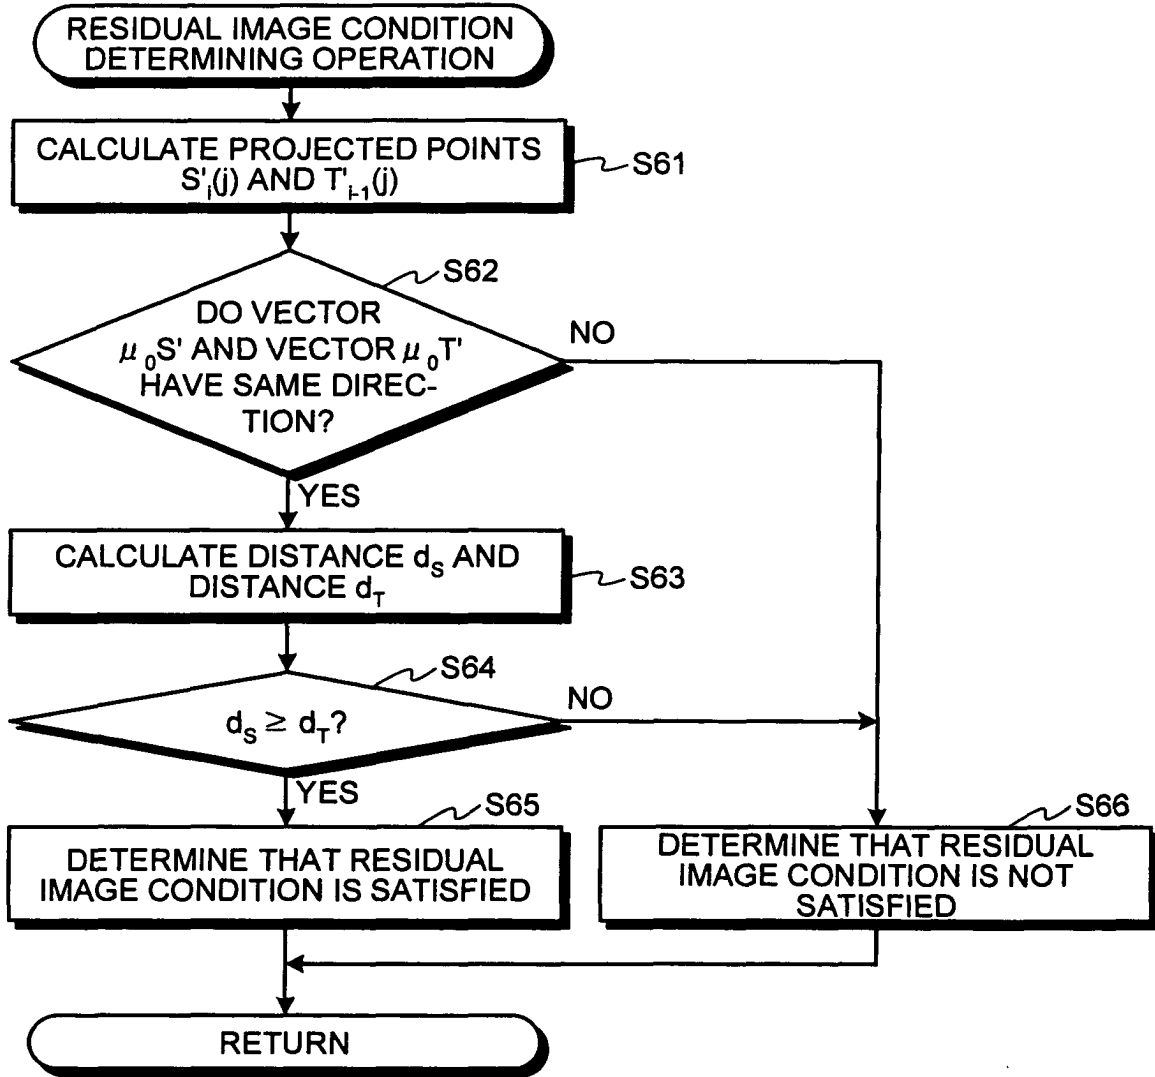 RESIDUAL IMAGE CONDITION
DETERMINING OPERATION
CALCULATE PROJECTED POINTS
S'i(j) AND T'i-1(j)
S61
S62
DO VECTOR
μ0S' AND VECTOR μ0T'
HAVE SAME DIREC-
TION?
NO
YES
CALCULATE DISTANCE dS AND
DISTANCE dT
S63
S64
dS ≥ dT?
NO
YES
S65
DETERMINE THAT RESIDUAL
IMAGE CONDITION IS SATISFIED
S66
DETERMINE THAT RESIDUAL
IMAGE CONDITION IS NOT
SATISFIED
RETURN